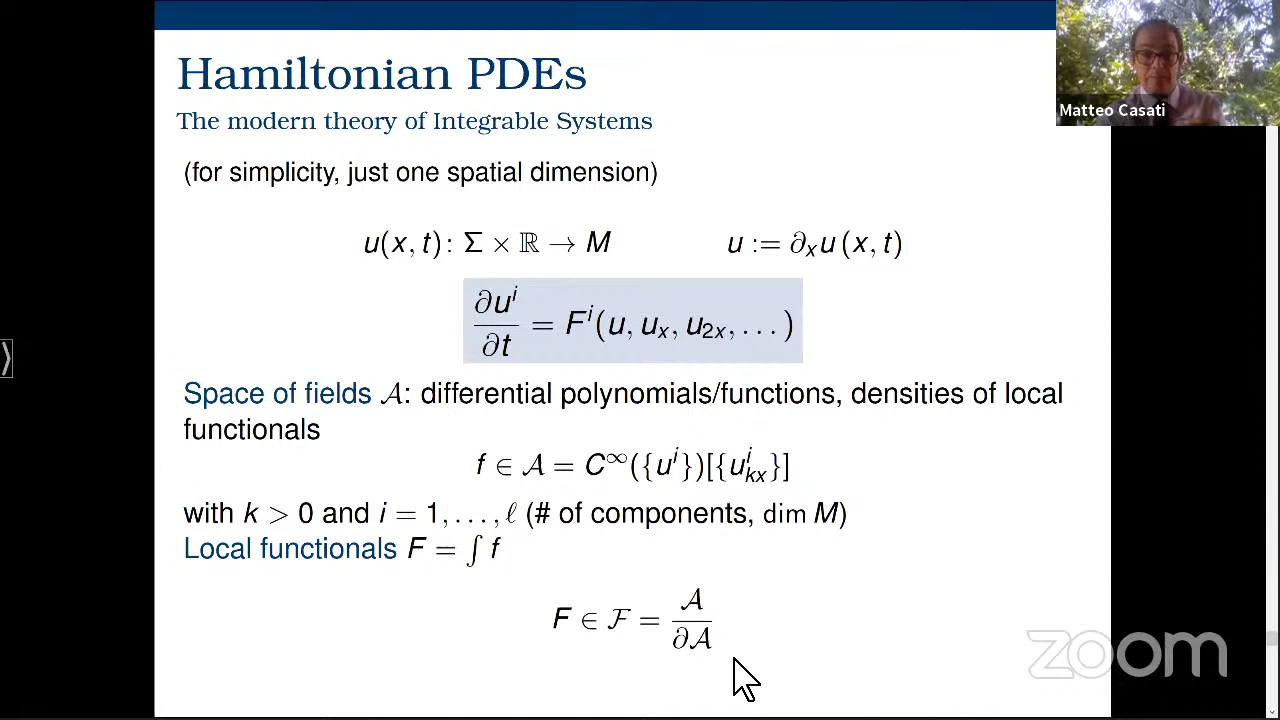 Hamiltonian PDEs
The modern theory of Integrable Systems
(for simplicity, just one spatial dimension)
u(x, t): Σ × ℝ → M    u := ∂ₓu (x, t)
∂uⁱ/∂t = Fⁱ(u, uₓ, u₂ₓ, . . . )
Space of fields 𝒜: differential polynomials/functions, densities of local
functionals
f ∈ 𝒜 = C^∞({uⁱ})[{uⁱ_{kx}}]
with k > 0 and i = 1, . . . , ℓ (# of components, dim M)
Local functionals F = ∫ f
F ∈ ℱ = 𝒜/∂𝒜
Matteo Casati
zoom